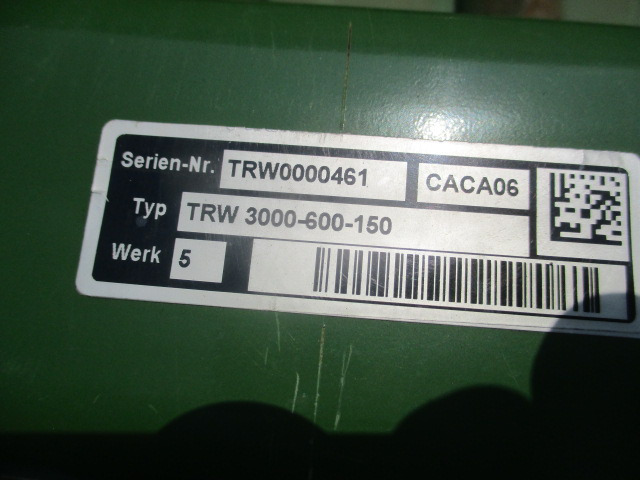 Serien-Nr. TRW0000461 CACA06
Typ TRW 3000-600-150
Werk 5